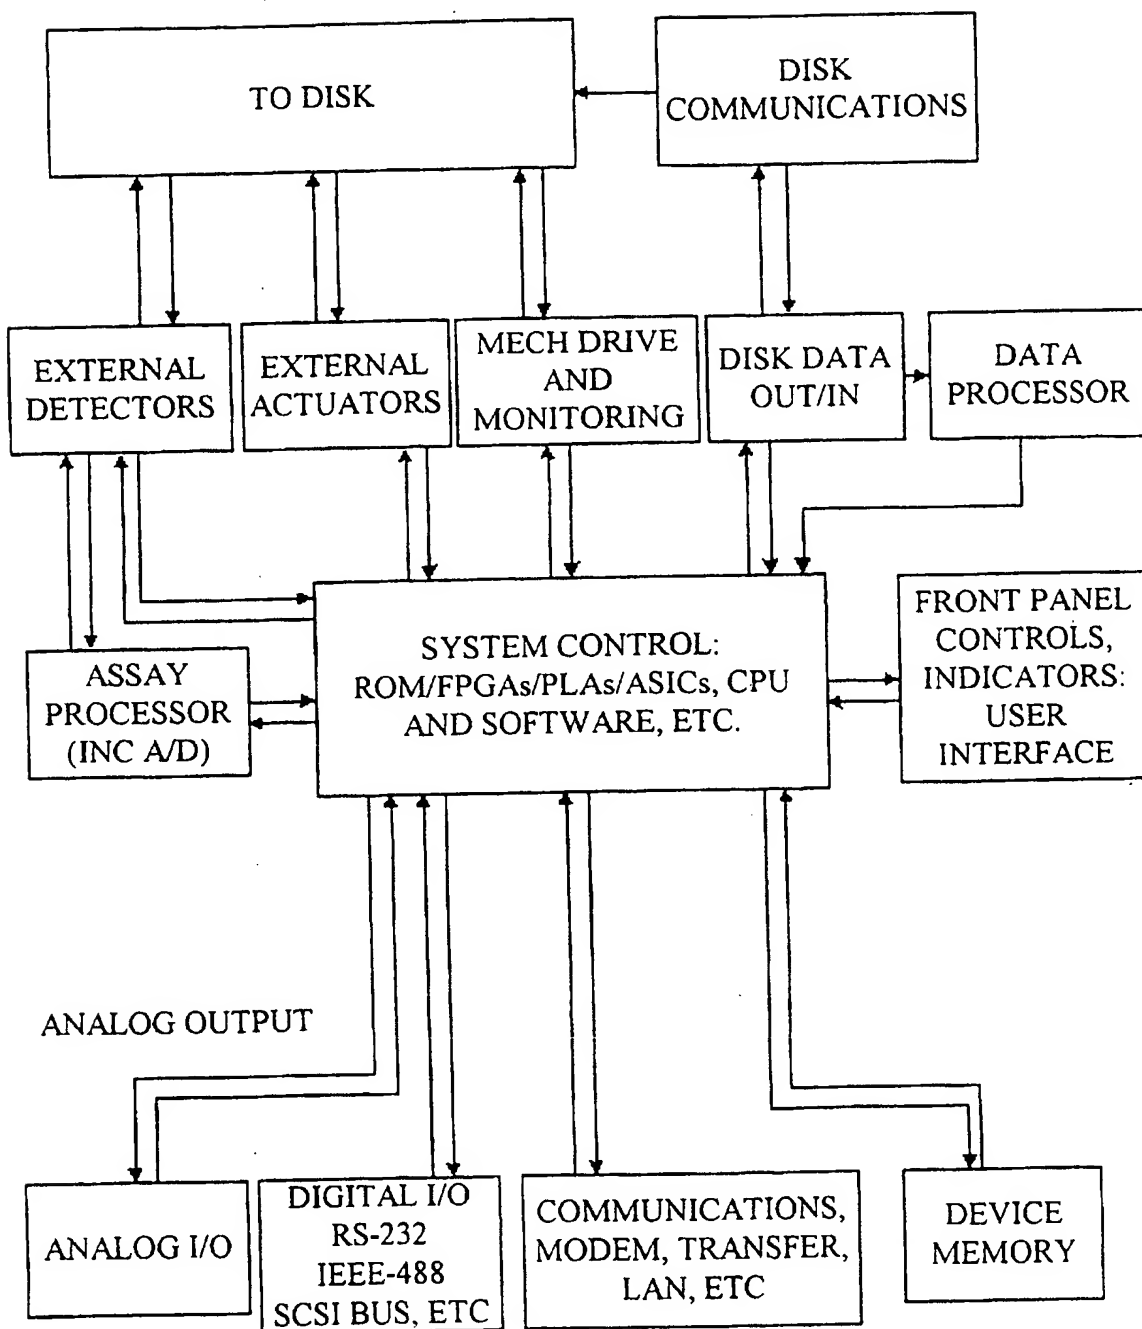 TO DISK
DISK
COMMUNICATIONS
EXTERNAL
DETECTORS
EXTERNAL
ACTUATORS
MECH DRIVE
AND
MONITORING
DISK DATA
OUT/IN
DATA
PROCESSOR
ASSAY
PROCESSOR
(INC A/D)
SYSTEM CONTROL:
ROM/FPGAs/PLAs/ASICs, CPU
AND SOFTWARE, ETC.
FRONT PANEL
CONTROLS,
INDICATORS:
USER
INTERFACE
ANALOG OUTPUT
ANALOG I/O
DIGITAL I/O
RS-232
IEEE-488
SCSI BUS, ETC
COMMUNICATIONS,
MODEM, TRANSFER,
LAN, ETC
DEVICE
MEMORY